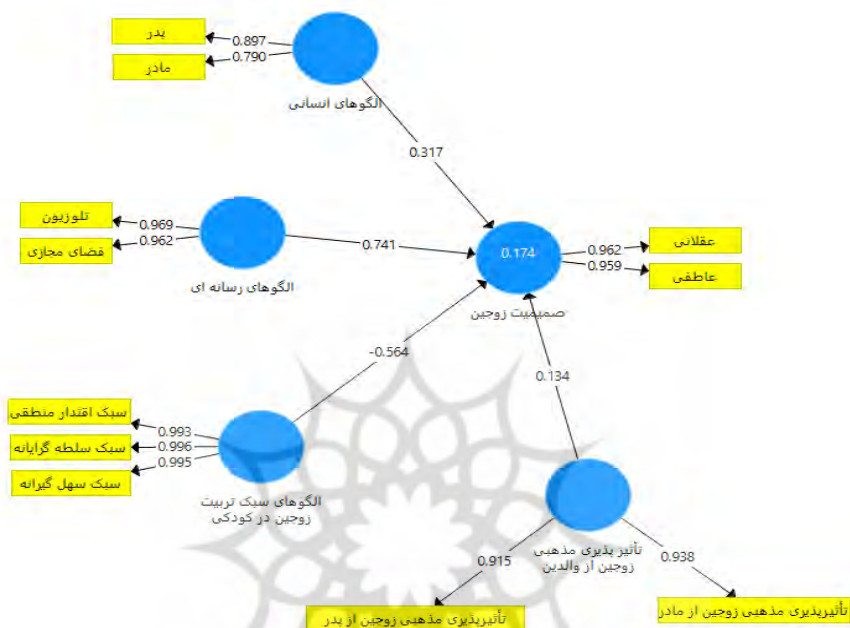 پدر
0.897
0.790
مادر
الگوهای انسانی
0.317
تلوزیون
0.969
0.962
فضای مجازی
0.741
الگوهای رسانه ای
0.174
0.962
عقلانی
0.959
عاطفی
صمیمیت زوجین
-0.564
0.134
سبک اقتدار منطقی
0.993
سبک سلطه گرایانه
0.996
سبک سهل گیرانه
0.995
الگوهای سبک تربیت
زوجین در کودکی
تأثیر پذیری مذهبی
زوجین از والدین
0.915
0.938
تأثیرپذیری مذهبی زوجین از مادر
تأثیرپذیری مذهبی زوجین از پدر